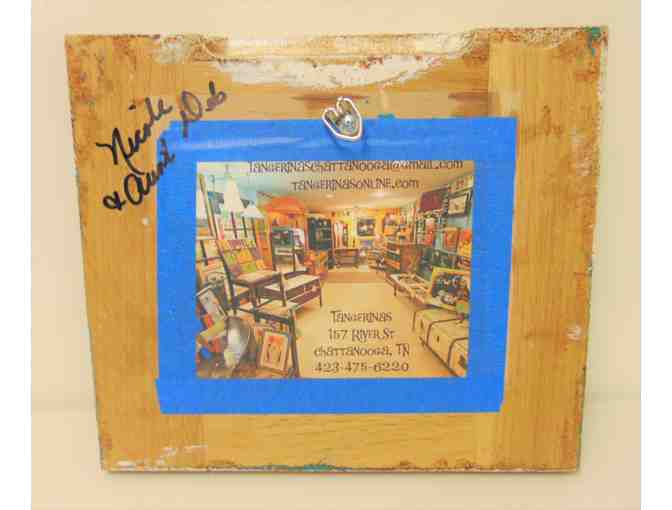 Nicole
& Aunt Deb
TANGERINASCHATTANOOGA@GMAIL.COM
TANGERINASONLINE.COM
TANGERINAS
157 RIVER ST
CHATTANOOGA, TN
423-475-6220